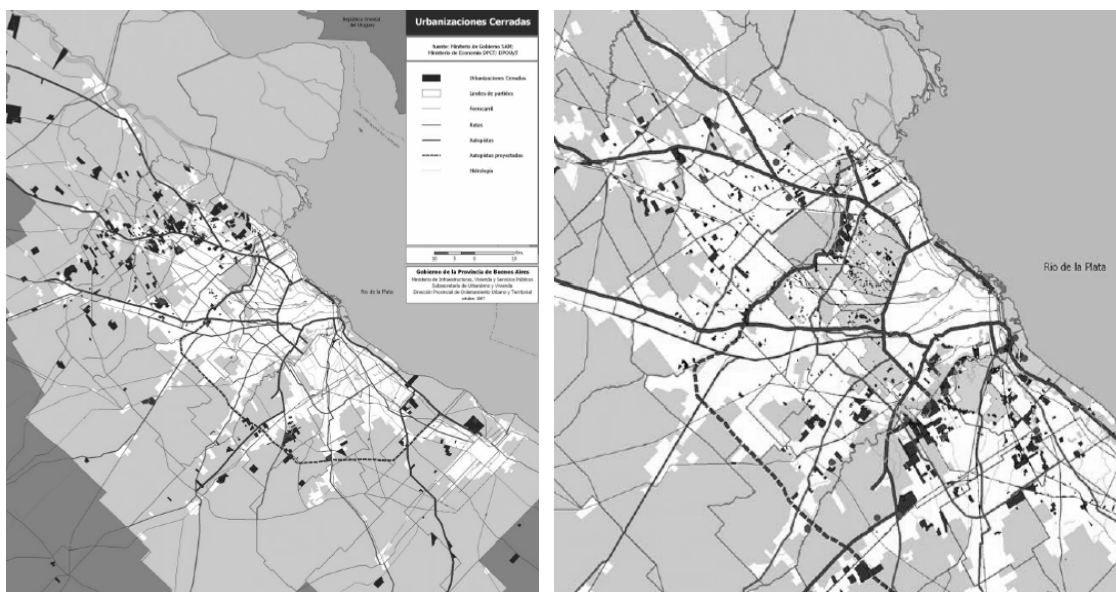 República Oriental
del Uruguay
Urbanizaciones Cerradas
fuente: Ministerio de Gobierno SAM;
Ministerio de Economía DPCT; DPOUyT
Urbanizaciones Cerradas
Límites de partidos
Ferrocarril
Rutas
Autopistas
Autopistas proyectadas
Hidrología
Río de la Plata
Gobierno de la Provincia de Buenos Aires
Ministerio de Infraestructura, Vivienda y Servicios Públicos
Subsecretaría de Urbanismo y Vivienda
Dirección Provincial de Ordenamiento Urbano y Territorial
octubre 2007
Río de la Plata